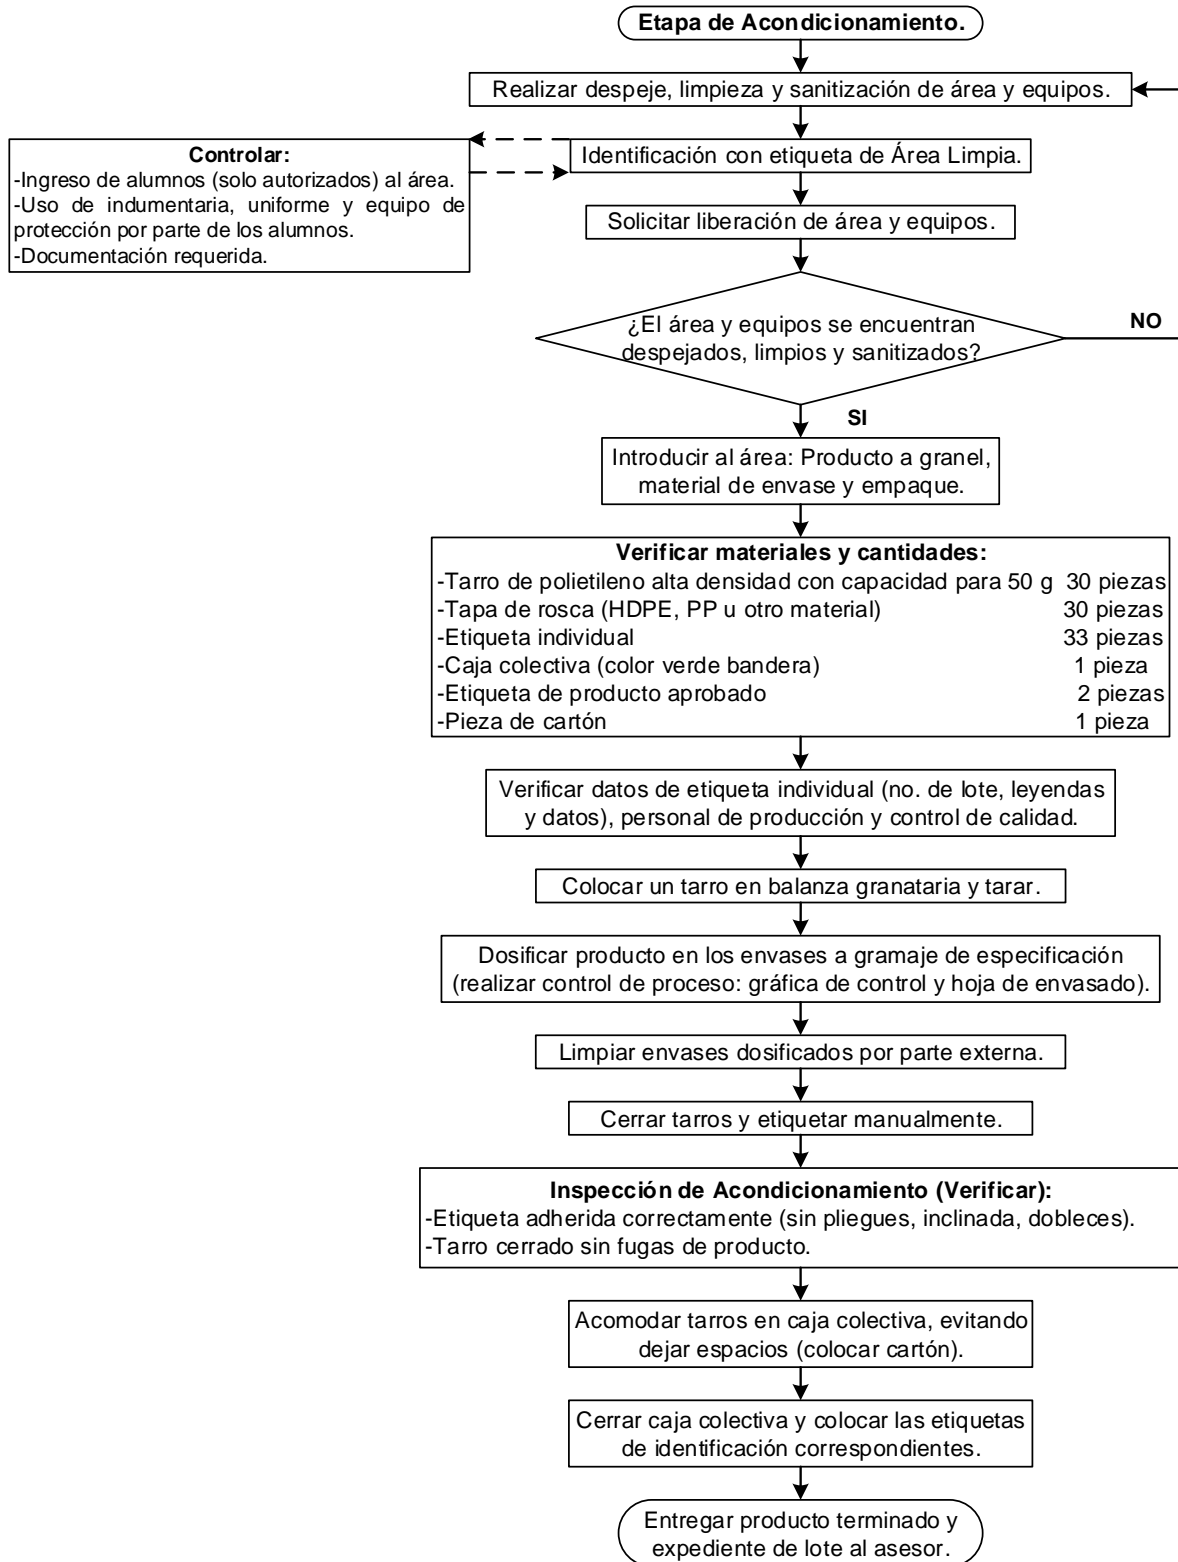 Etapa de Acondicionamiento.
Realizar despeje, limpieza y sanitización de área y equipos.
Controlar:
-Ingreso de alumnos (solo autorizados) al área.
-Uso de indumentaria, uniforme y equipo de
protección por parte de los alumnos.
-Documentación requerida.
Identificación con etiqueta de Área Limpia.
Solicitar liberación de área y equipos.
¿El área y equipos se encuentran
despejados, limpios y sanitizados?
NO
SI
Introducir al área: Producto a granel,
material de envase y empaque.
Verificar materiales y cantidades:
-Tarro de polietileno alta densidad con capacidad para 50 g 30 piezas
-Tapa de rosca (HDPE, PP u otro material) 30 piezas
-Etiqueta individual 33 piezas
-Caja colectiva (color verde bandera) 1 pieza
-Etiqueta de producto aprobado 2 piezas
-Pieza de cartón 1 pieza
Verificar datos de etiqueta individual (no. de lote, leyendas
y datos), personal de producción y control de calidad.
Colocar un tarro en balanza granataria y tarar.
Dosificar producto en los envases a gramaje de especificación
(realizar control de proceso: gráfica de control y hoja de envasado).
Limpiar envases dosificados por parte externa.
Cerrar tarros y etiquetar manualmente.
Inspección de Acondicionamiento (Verificar):
-Etiqueta adherida correctamente (sin pliegues, inclinada, dobleces).
-Tarro cerrado sin fugas de producto.
Acomodar tarros en caja colectiva, evitando
dejar espacios (colocar cartón).
Cerrar caja colectiva y colocar las etiquetas
de identificación correspondientes.
Entregar producto terminado y
expediente de lote al asesor.